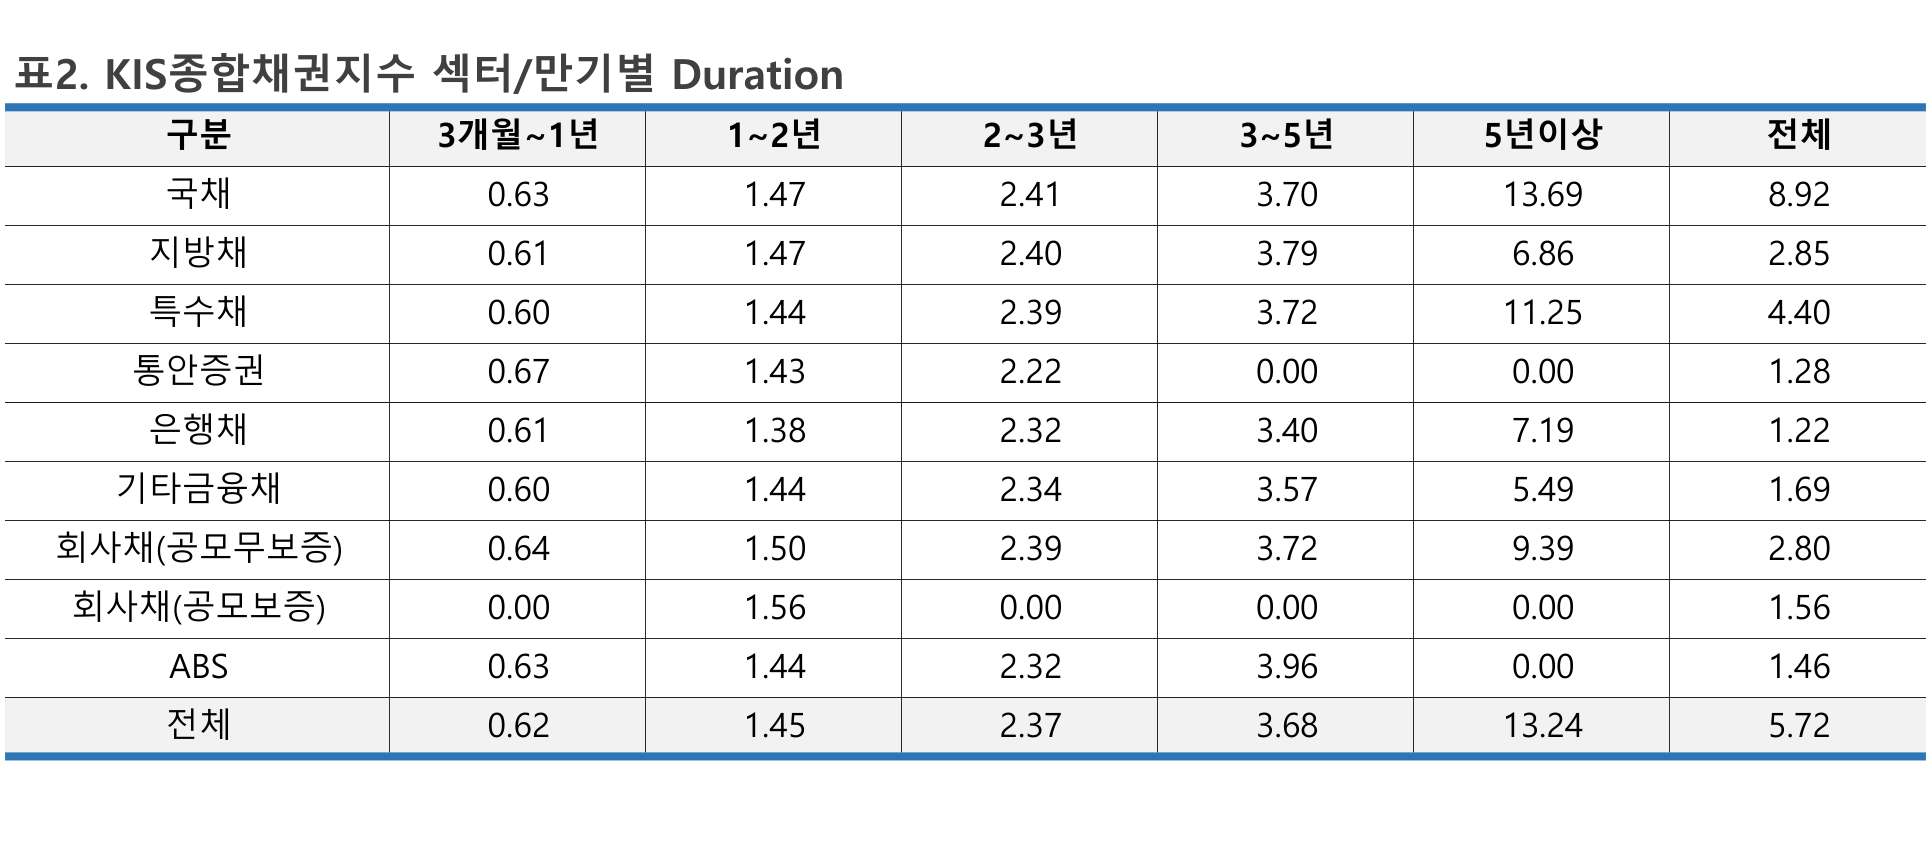 표2. KIS종합채권지수 섹터/만기별 Duration
구분 3개월~1년 1~2년 2~3년 3~5년 5년이상 전체
국채 0.63 1.47 2.41 3.70 13.69 8.92
지방채 0.61 1.47 2.40 3.79 6.86 2.85
특수채 0.60 1.44 2.39 3.72 11.25 4.40
통안증권 0.67 1.43 2.22 0.00 0.00 1.28
은행채 0.61 1.38 2.32 3.40 7.19 1.22
기타금융채 0.60 1.44 2.34 3.57 5.49 1.69
회사채(공모무보증) 0.64 1.50 2.39 3.72 9.39 2.80
회사채(공모보증) 0.00 1.56 0.00 0.00 0.00 1.56
ABS 0.63 1.44 2.32 3.96 0.00 1.46
전체 0.62 1.45 2.37 3.68 13.24 5.72